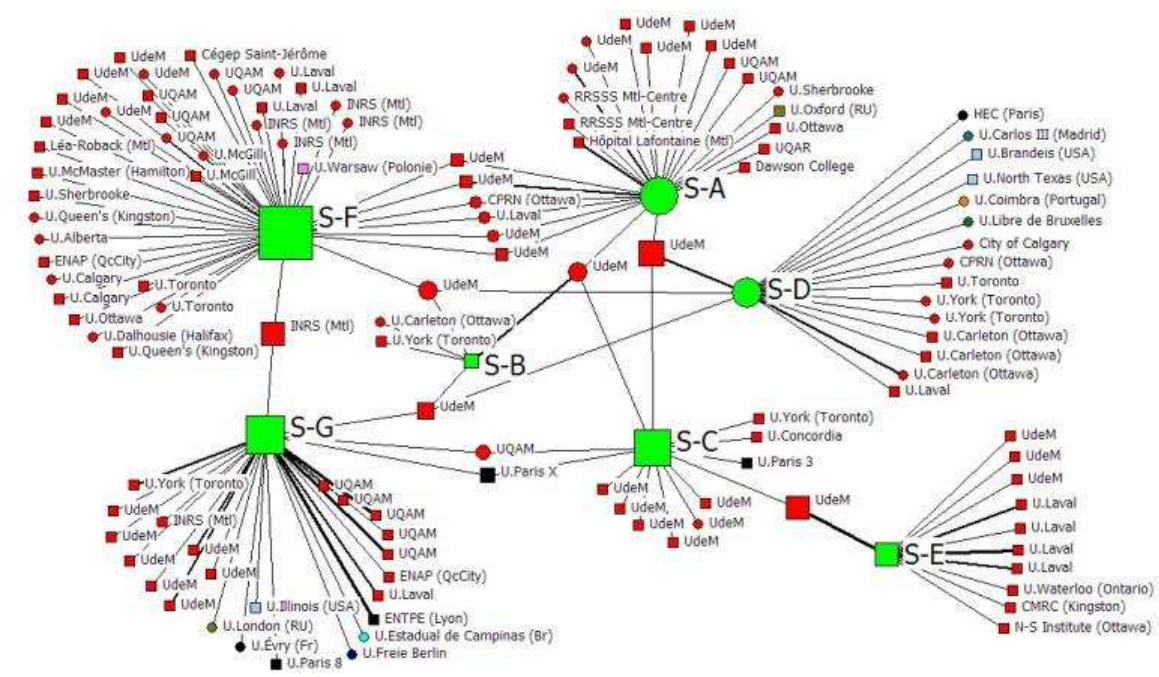 UdeM
Cégep Saint-Jérôme
UdeM
UdeM
UQAM
U.Laval
UdeM
UQAM
UQAM
U.Laval
UdeM
UQAM
U.Laval
INRS (Mtl)
UdeM
UQAM
INRS (Mtl)
INRS (Mtl)
Léa-Roback (Mtl)
U.McGill
INRS (Mtl)
U.McMaster (Hamilton)
U.McGill
U.Warsaw (Polonie)
U.Sherbrooke
U.Queen's (Kingston)
U.Alberta
ENAP (QcCity)
U.Calgary
U.Toronto
U.Calgary
U.Toronto
U.Ottawa
U.Dalhousie (Halifax)
U.Queen's (Kingston)
S-F
UdeM
UdeM
CPRN (Ottawa)
U.Laval
UdeM
UdeM
UdeM
UdeM
UdeM
UdeM
UdeM
UdeM
UQAM
UQAM
RRSSS Mtl-Centre
U.Sherbrooke
U.Oxford (RU)
RRSSS Mtl-Centre
U.Ottawa
Hôpital Lafontaine (Mtl)
UQAR
Dawson College
S-A
HEC (Paris)
U.Carlos III (Madrid)
U.Brandeis (USA)
U.North Texas (USA)
U.Coimbra (Portugal)
U.Libre de Bruxelles
City of Calgary
CPRN (Ottawa)
U.Toronto
U.York (Toronto)
U.York (Toronto)
U.Carleton (Ottawa)
U.Carleton (Ottawa)
U.Carleton (Ottawa)
U.Laval
S-D
UdeM
UdeM
UdeM
INRS (Mtl)
U.Carleton (Ottawa)
U.York (Toronto)
S-B
UdeM
S-G
UQAM
U.Paris X
S-C
U.York (Toronto)
U.Concordia
U.Paris 3
UdeM
UdeM
UdeM
UdeM
UdeM
UdeM
UdeM
S-E
UdeM
UdeM
UdeM
U.Laval
U.Laval
U.Laval
U.Laval
U.Waterloo (Ontario)
CMRC (Kingston)
N-S Institute (Ottawa)
U.York (Toronto)
UQAM
UQAM
UdeM
INRS (Mtl)
UQAM
UdeM
UQAM
UdeM
UQAM
UdeM
UdeM
ENAP (QcCity)
UdeM
U.Laval
UdeM
U.Illinois (USA)
ENTPE (Lyon)
U.London (RU)
U.Estadual de Campinas (Br)
U.Évry (Fr)
U.Freie Berlin
U.Paris 8